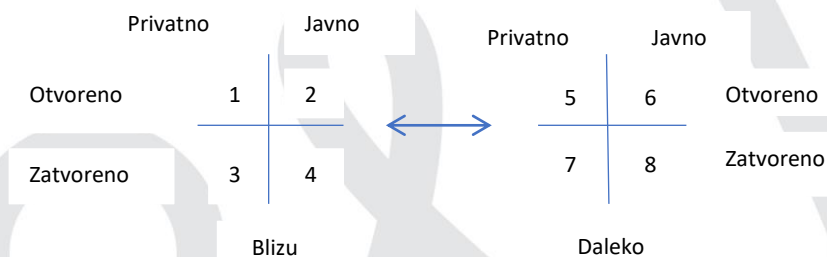 Privatno Javno
Privatno Javno
Otvoreno 1 2
5 6 Otvoreno
Zatvoreno 3 4
7 8 Zatvoreno
Blizu
Daleko